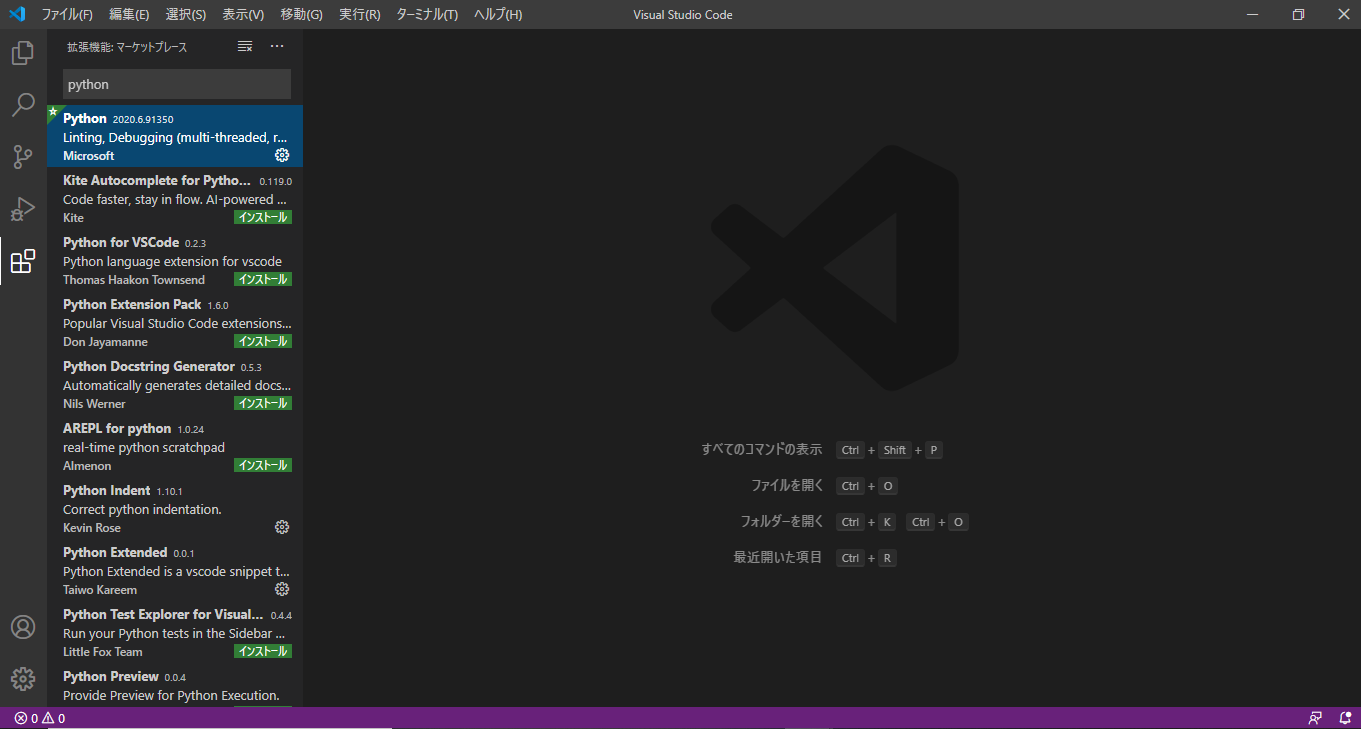 ファイル(F) 編集(E) 選択(S) 表示(V) 移動(G) 実行(R) ターミナル(T) ヘルプ(H) Visual Studio Code
拡張機能: マーケットプレース
python
Python 2020.6.91350
Linting, Debugging (multi-threaded, r...
Microsoft
Kite Autocomplete for Pytho... 0.119.0
Code faster, stay in flow. AI-powered ...
Kite インストール
Python for VSCode 0.2.3
Python language extension for vscode
Thomas Haakon Townsend インストール
Python Extension Pack 1.6.0
Popular Visual Studio Code extensions...
Don Jayamanne インストール
Python Docstring Generator 0.5.3
Automatically generates detailed docs...
Nils Werner インストール
AREPL for python 1.0.24
real-time python scratchpad
Almenon インストール
Python Indent 1.10.1
Correct python indentation.
Kevin Rose
Python Extended 0.0.1
Python Extended is a vscode snippet t...
Taiwo Kareem
Python Test Explorer for Visual... 0.4.4
Run your Python tests in the Sidebar ...
Little Fox Team インストール
Python Preview 0.0.4
Provide Preview for Python Execution.
すべてのコマンドの表示 Ctrl + Shift + P
ファイルを開く Ctrl + O
フォルダーを開く Ctrl + K Ctrl + O
最近開いた項目 Ctrl + R
0 0